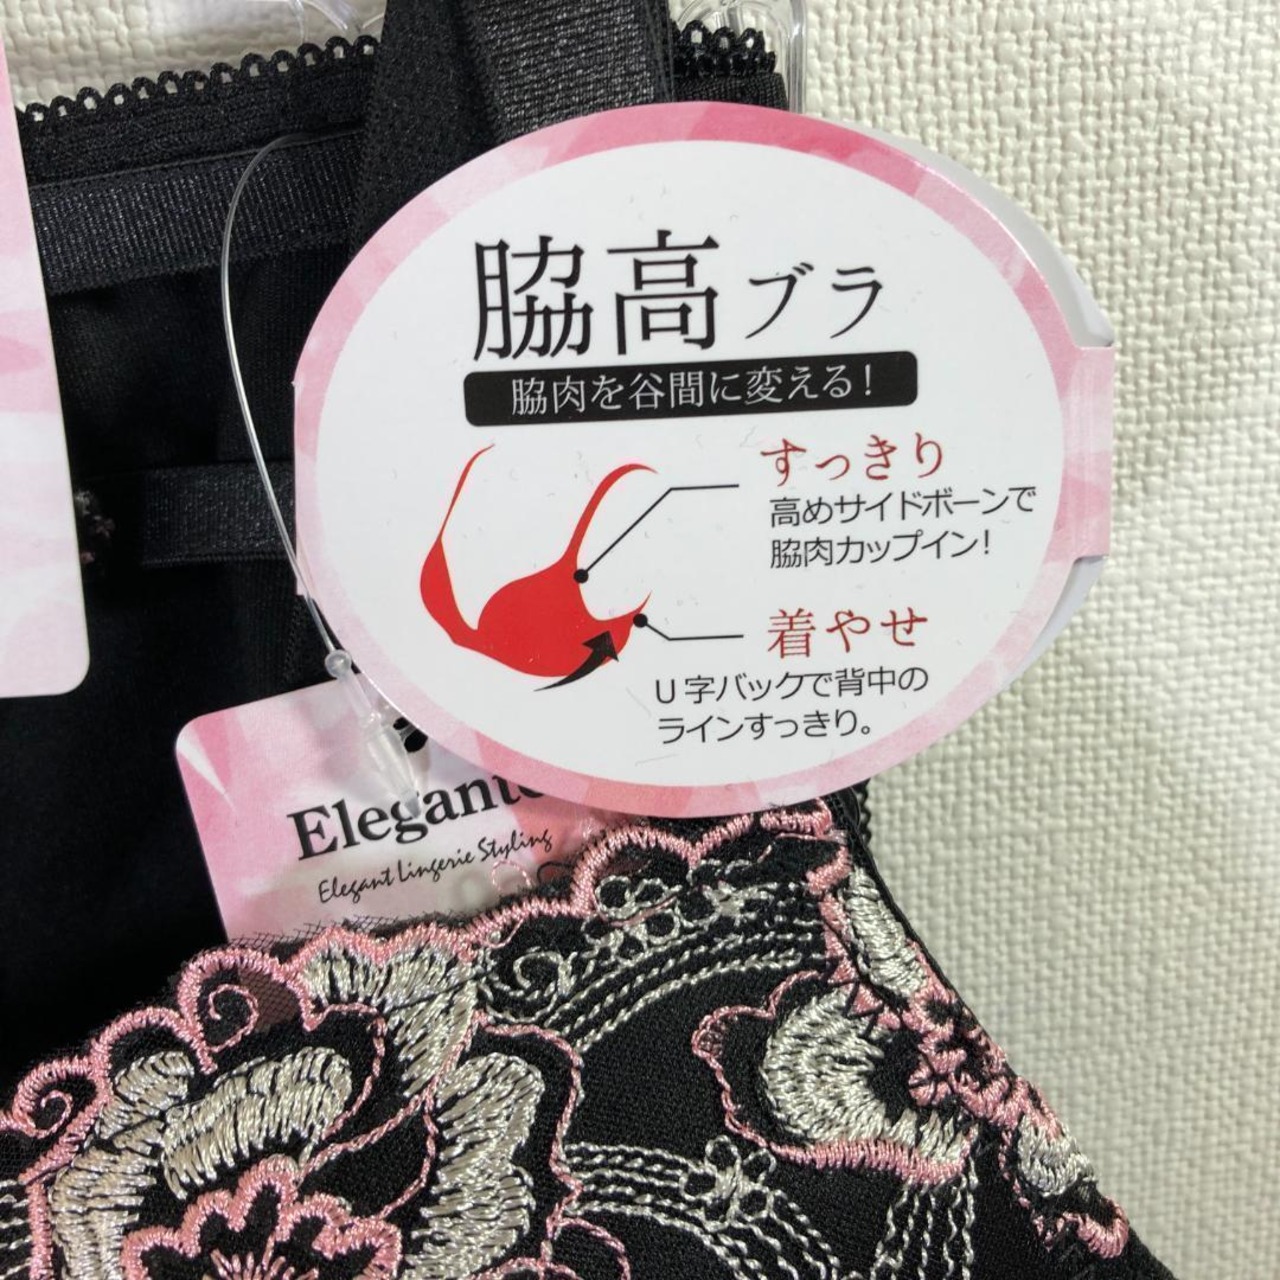 脇高ブラ
脇肉を谷間に変える!
すっきり
高めサイドボーンで
脇肉カップイン!
着やせ
U字バックで背中の
ラインすっきり。
Elegant
Elegant Lingerie Styling